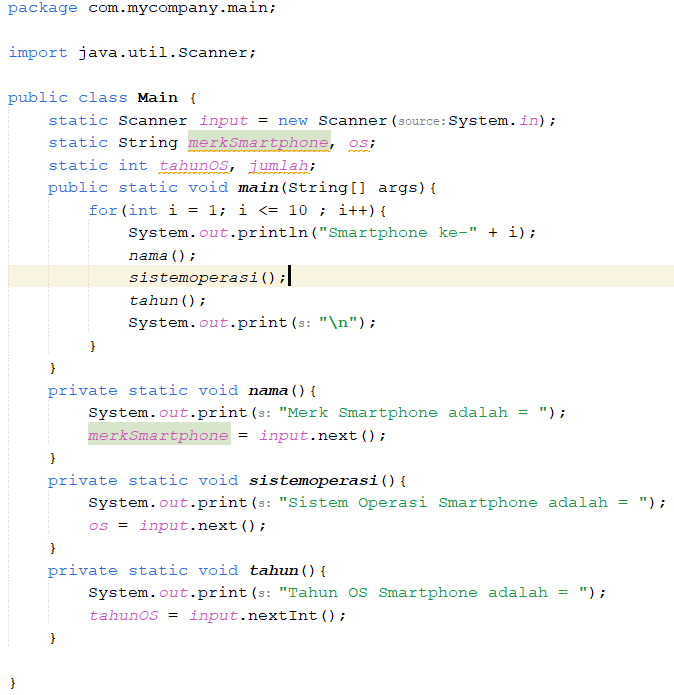 package com.mycompany.main;
import java.util.Scanner;
public class Main {
static Scanner input = new Scanner(source:System.in);
static String merkSmartphone, os;
static int tahunOS, jumlah;
public static void main(String[] args){
for(int i = 1; i <= 10 ; i++){
System.out.println("Smartphone ke-" + i);
nama();
sistemoperasi();
tahun();
System.out.print(s: "\n");
}
}
private static void nama(){
System.out.print(s: "Merk Smartphone adalah = ");
merkSmartphone = input.next();
}
private static void sistemoperasi(){
System.out.print(s: "Sistem Operasi Smartphone adalah = ");
os = input.next();
}
private static void tahun(){
System.out.print(s: "Tahun OS Smartphone adalah = ");
tahunOS = input.nextInt();
}
}